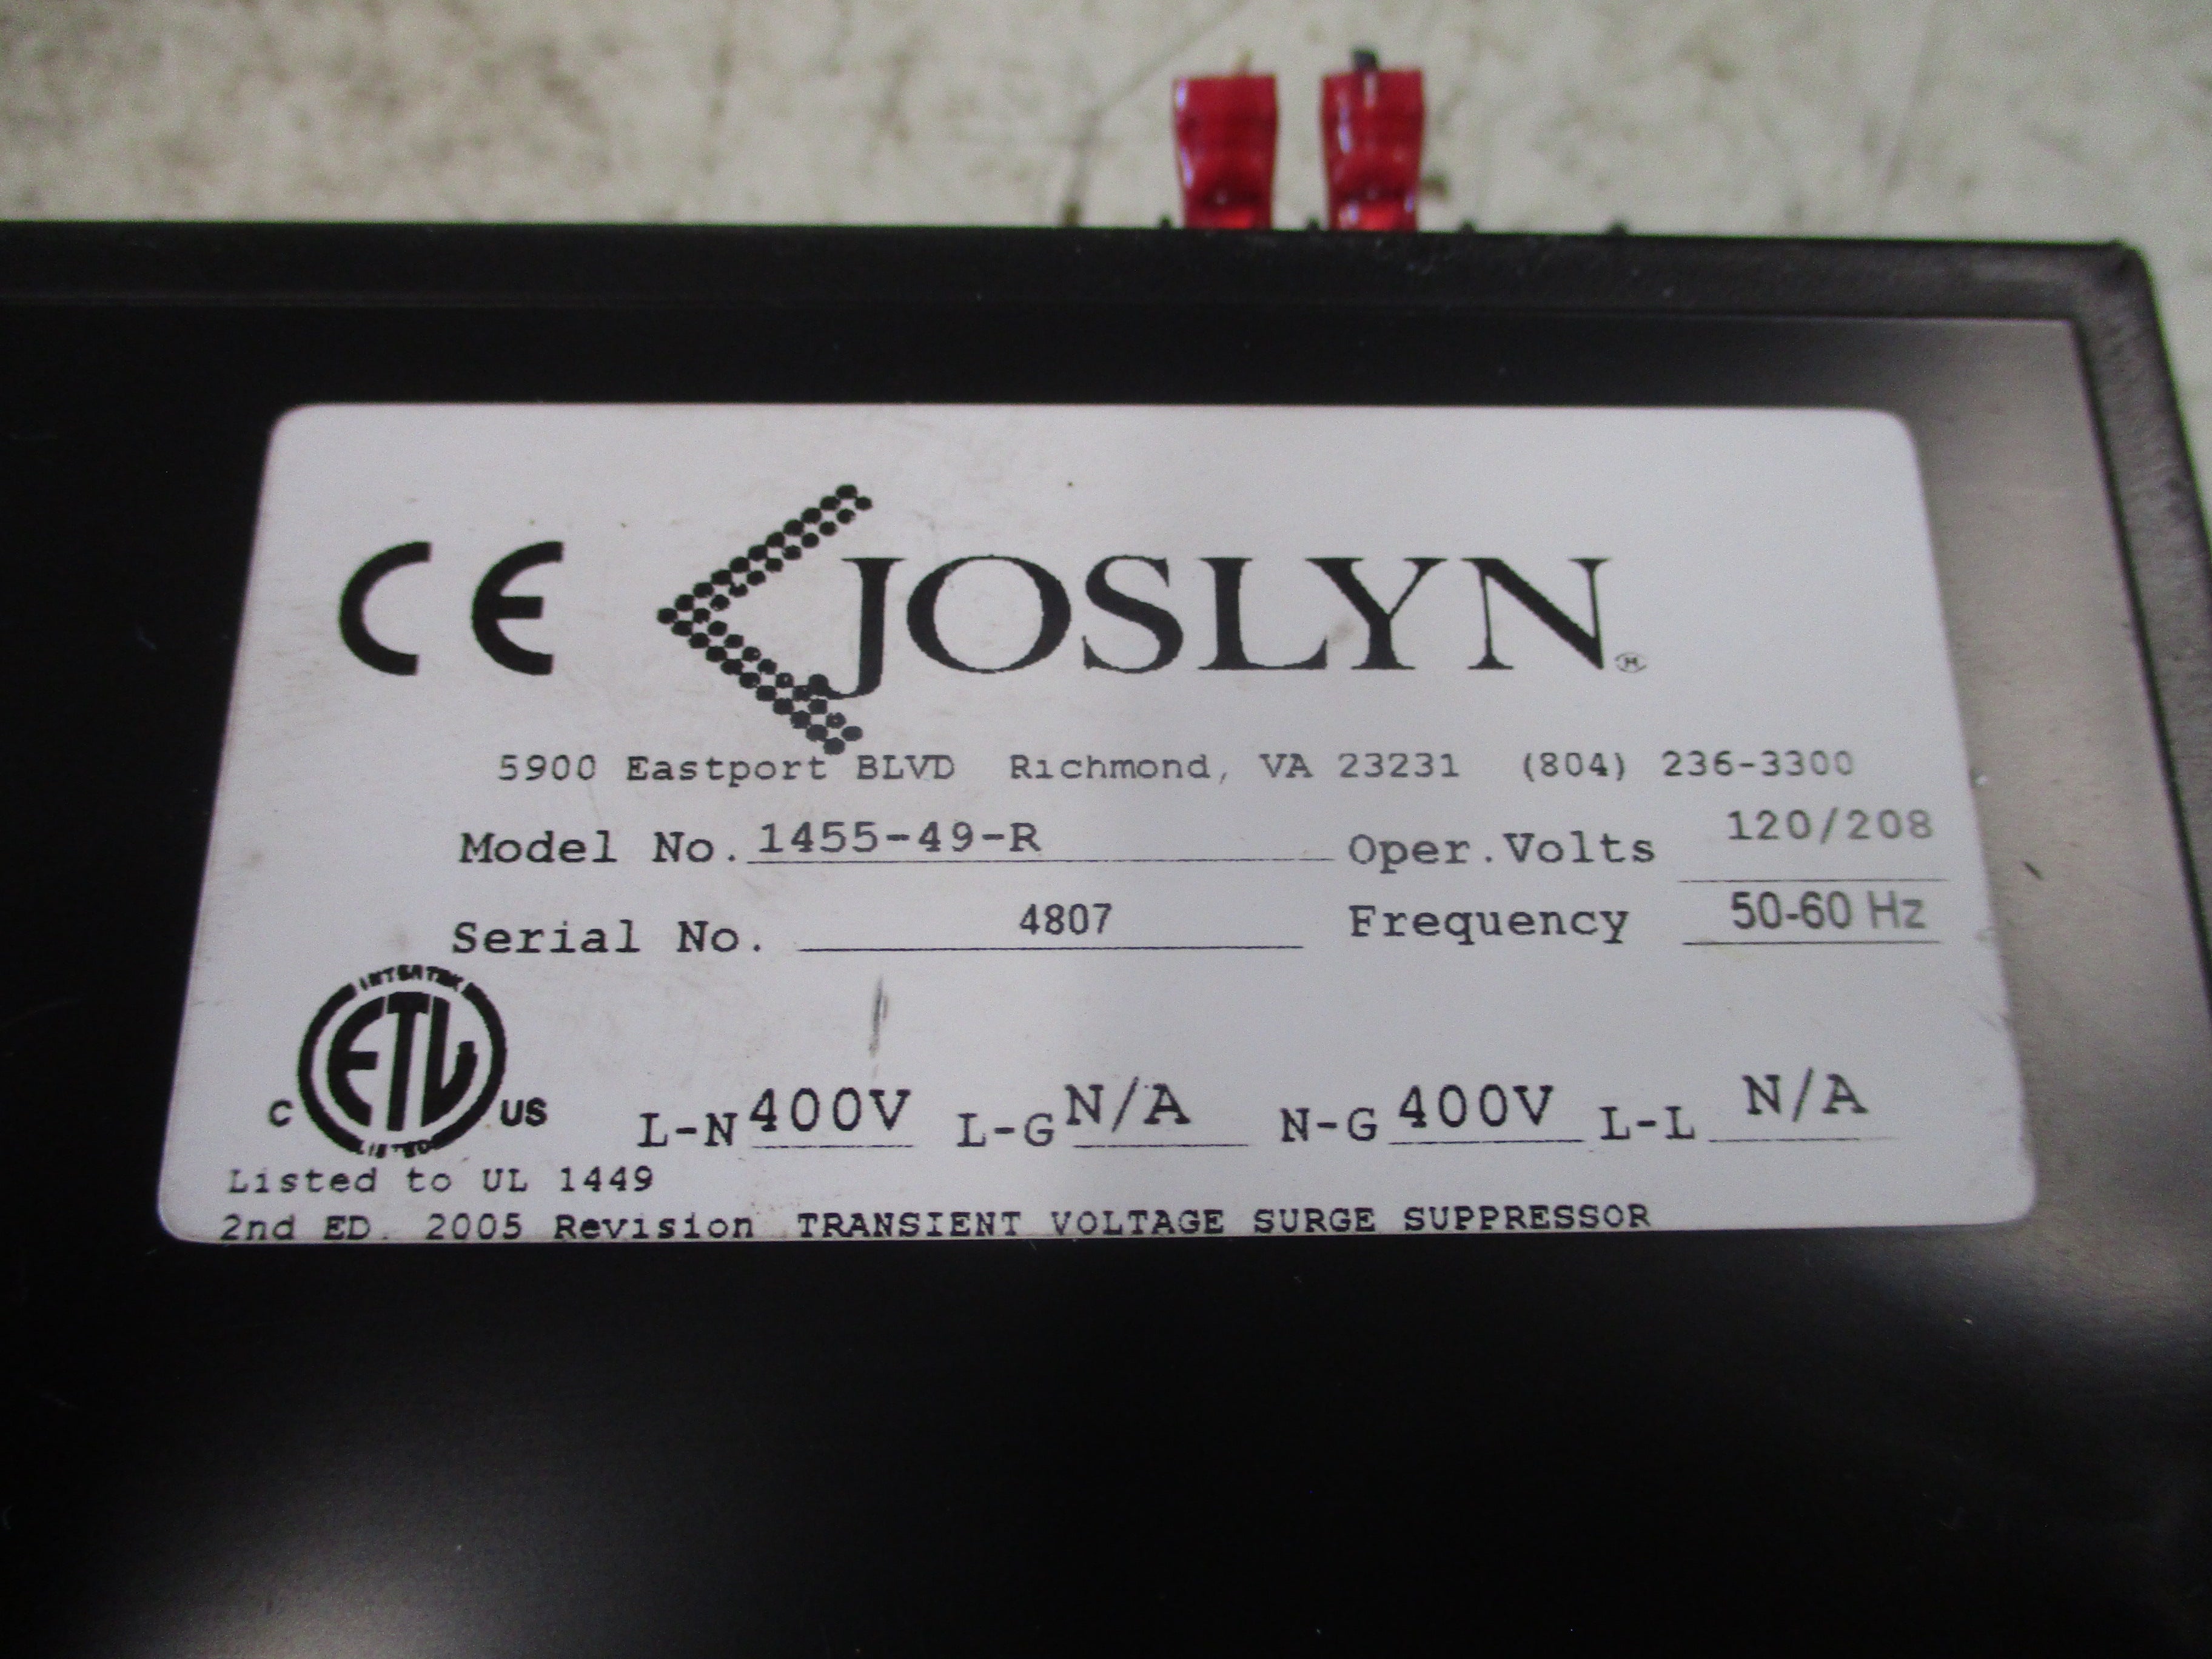 CE JOSLYN®
5900 Eastport BLVD Richmond, VA 23231 (804) 236-3300
Model No. 1455-49-R Oper.Volts 120/208
Serial No. 4807 Frequency 50-60 Hz
INTERTEK
C ETL US
LISTED
L-N 400V L-G N/A N-G 400V L-L N/A
Listed to UL 1449
2nd ED. 2005 Revision TRANSIENT VOLTAGE SURGE SUPPRESSOR